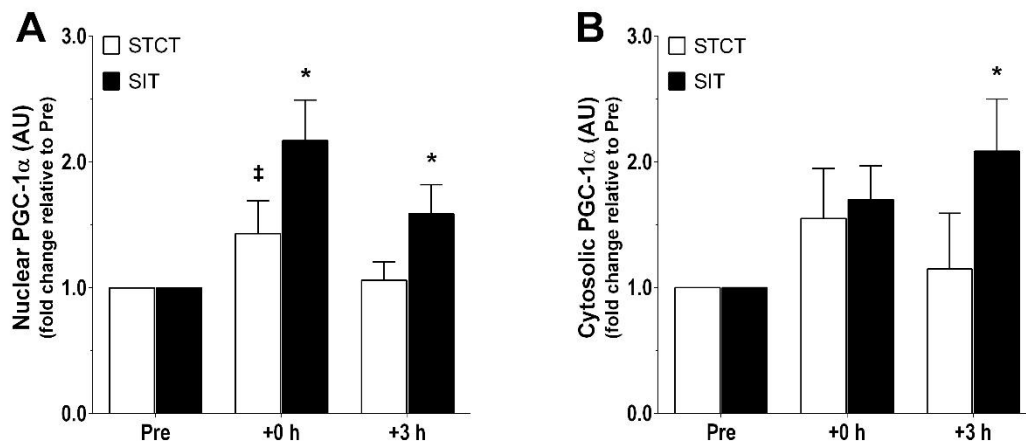 A
Nuclear PGC-1α (AU)
(fold change relative to Pre)
3.0
2.0
1.0
0.0
STCT
SIT
‡
*
*
Pre
+0 h
+3 h
B
Cytosolic PGC-1α (AU)
(fold change relative to Pre)
3.0
2.0
1.0
0.0
STCT
SIT
*
Pre
+0 h
+3 h